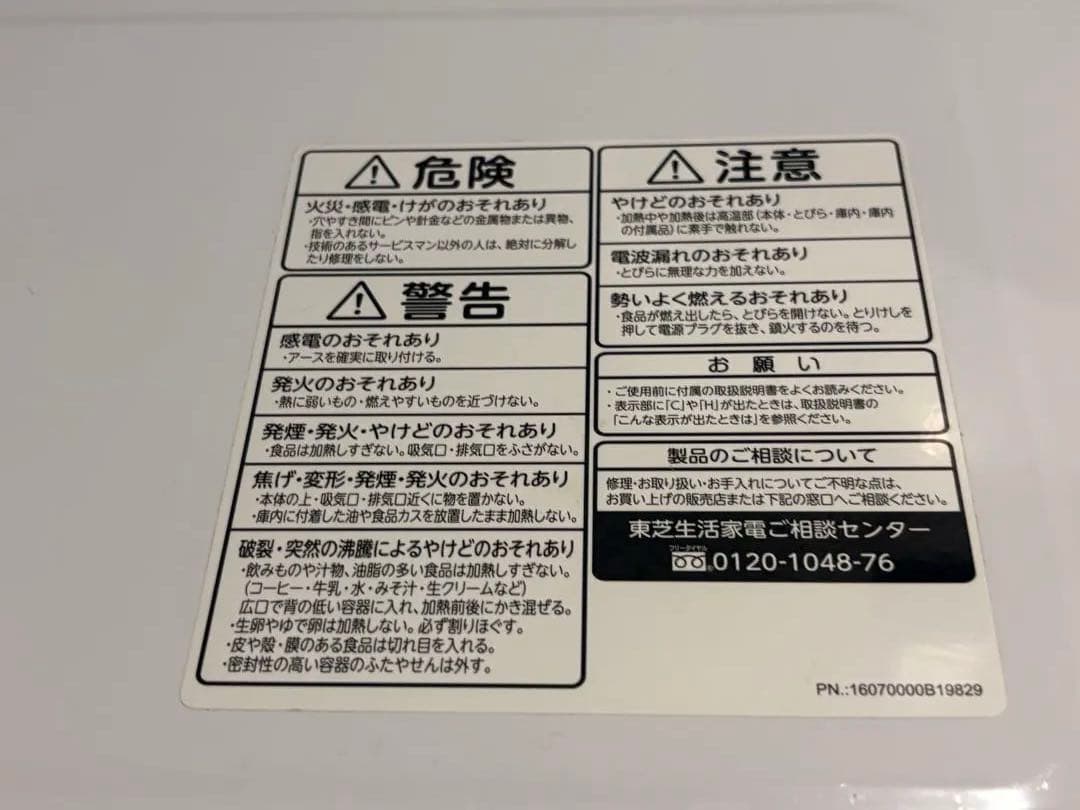 危険
火災・感電・けがのおそれあり
・穴やすき間にピンや針金などの金属物または異物、
指を入れない。
・技術のあるサービスマン以外の人は、絶対に分解し
たり修理をしない。
警告
感電のおそれあり
・アースを確実に取り付ける。
発火のおそれあり
・熱に弱いもの・燃えやすいものを近づけない。
発煙・発火・やけどのおそれあり
・食品は加熱しすぎない。吸気口・排気口をふさがない。
焦げ・変形・発煙・発火のおそれあり
・本体の上・吸気口・排気口近くに物を置かない。
・庫内に付着した油や食品カスを放置したまま加熱しない。
破裂・突然の沸騰によるやけどのおそれあり
・飲みものや汁物、油脂の多い食品は加熱しすぎない。
(コーヒー・牛乳・水・みそ汁・生クリームなど)
広口で背の低い容器に入れ、加熱前後にかき混ぜる。
・生卵やゆで卵は加熱しない。必ず割りほぐす。
・皮や殻・膜のある食品は切れ目を入れる。
・密封性の高い容器のふたやせんは外す。
注意
やけどのおそれあり
・加熱中や加熱後は高温部(本体・とびら・庫内・庫内
の付属品)に素手で触れない。
電波漏れのおそれあり
・とびらに無理な力を加えない。
勢いよく燃えるおそれあり
・食品が燃え出したら、とびらを開けない。とりけしを
押して電源プラグを抜き、鎮火するのを待つ。
お願い
・ご使用前に付属の取扱説明書をよくお読みください。
・表示部に「C」や「H」が出たときは、取扱説明書の
「こんな表示が出たときは」を参照ください。
製品のご相談について
修理・お取り扱い・お手入れについてご不明な点は、
お買い上げの販売店または下記の窓口へご相談ください。
東芝生活家電ご相談センター
フリーダイヤル
0120-1048-76
PN.:16070000B19829